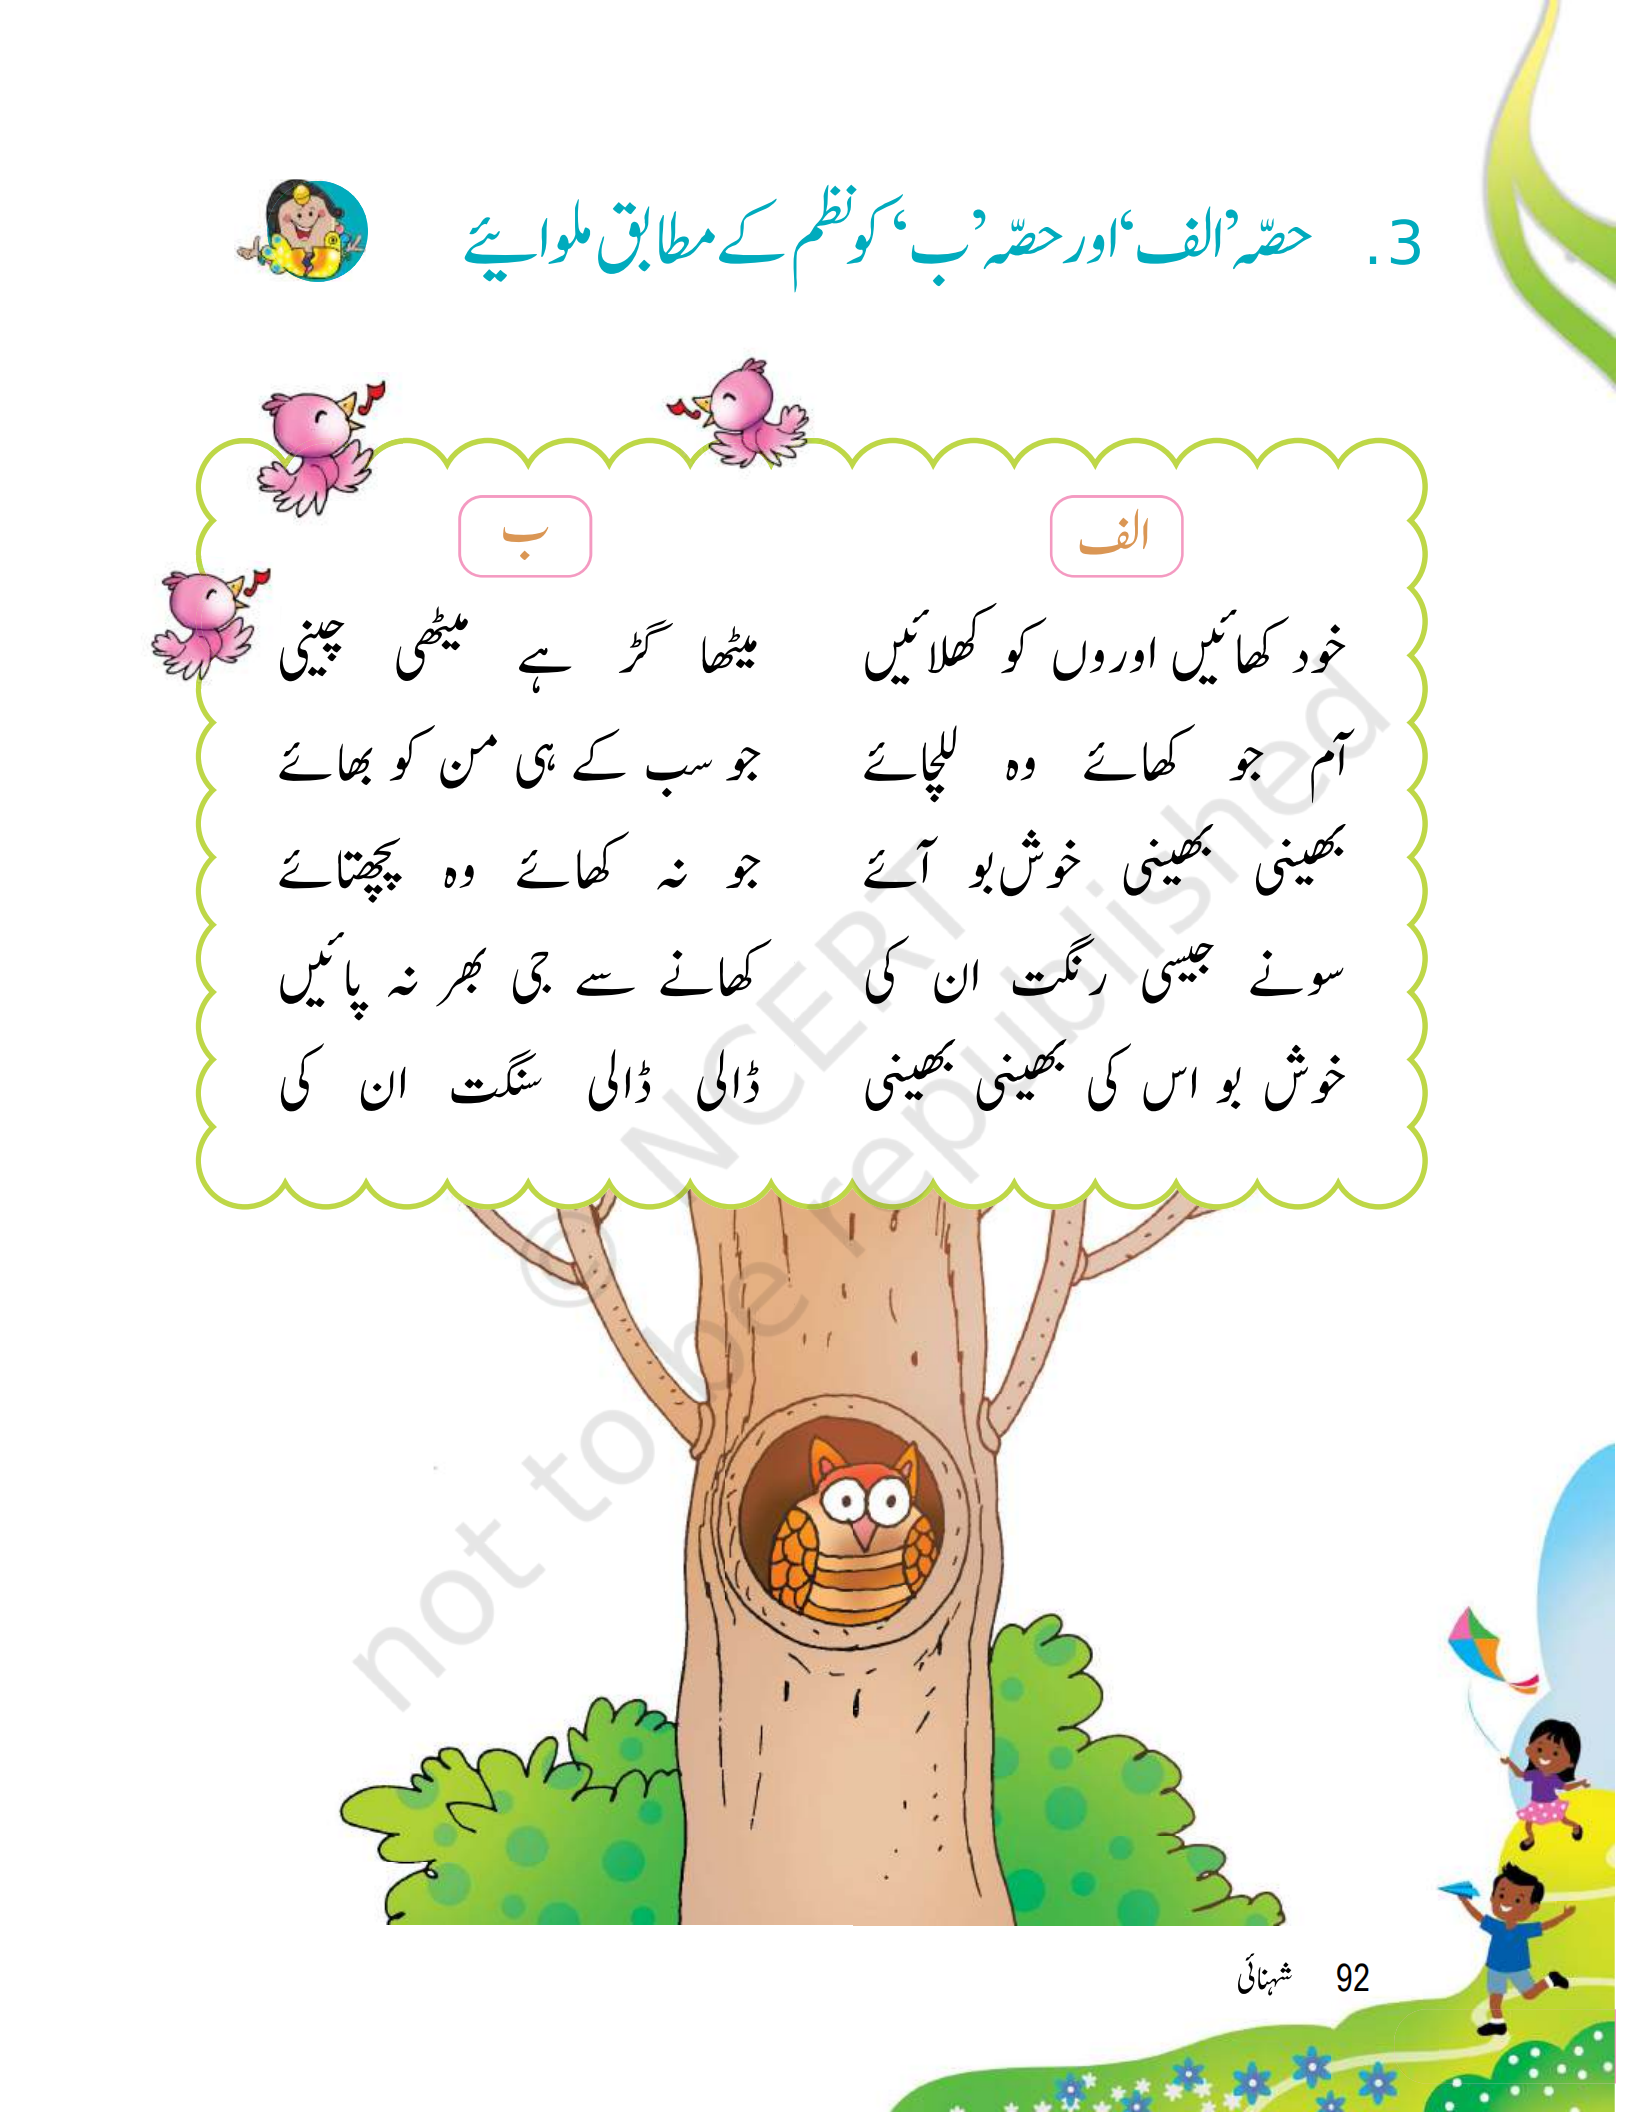 3. حصّہ ’الف‘ اور حصّہ ’ب‘ کو نظم کے مطابق ملوایئے
الف ب
خود کھائیں اوروں کو کھلائیں میٹھا گڑ ہے میٹھی چینی
آم جو کھائے وہ للچائے جو سب کے ہی من کو بھائے
بھینی بھینی خوش بو آئے جو نہ کھائے وہ پچھتائے
سونے جیسی رنگت ان کی کھانے سے جی بھر نہ پائیں
خوش بو اس کی بھینی بھینی ڈالی ڈالی سنگت ان کی
© NCERT
not to be republished
92 شہنائی